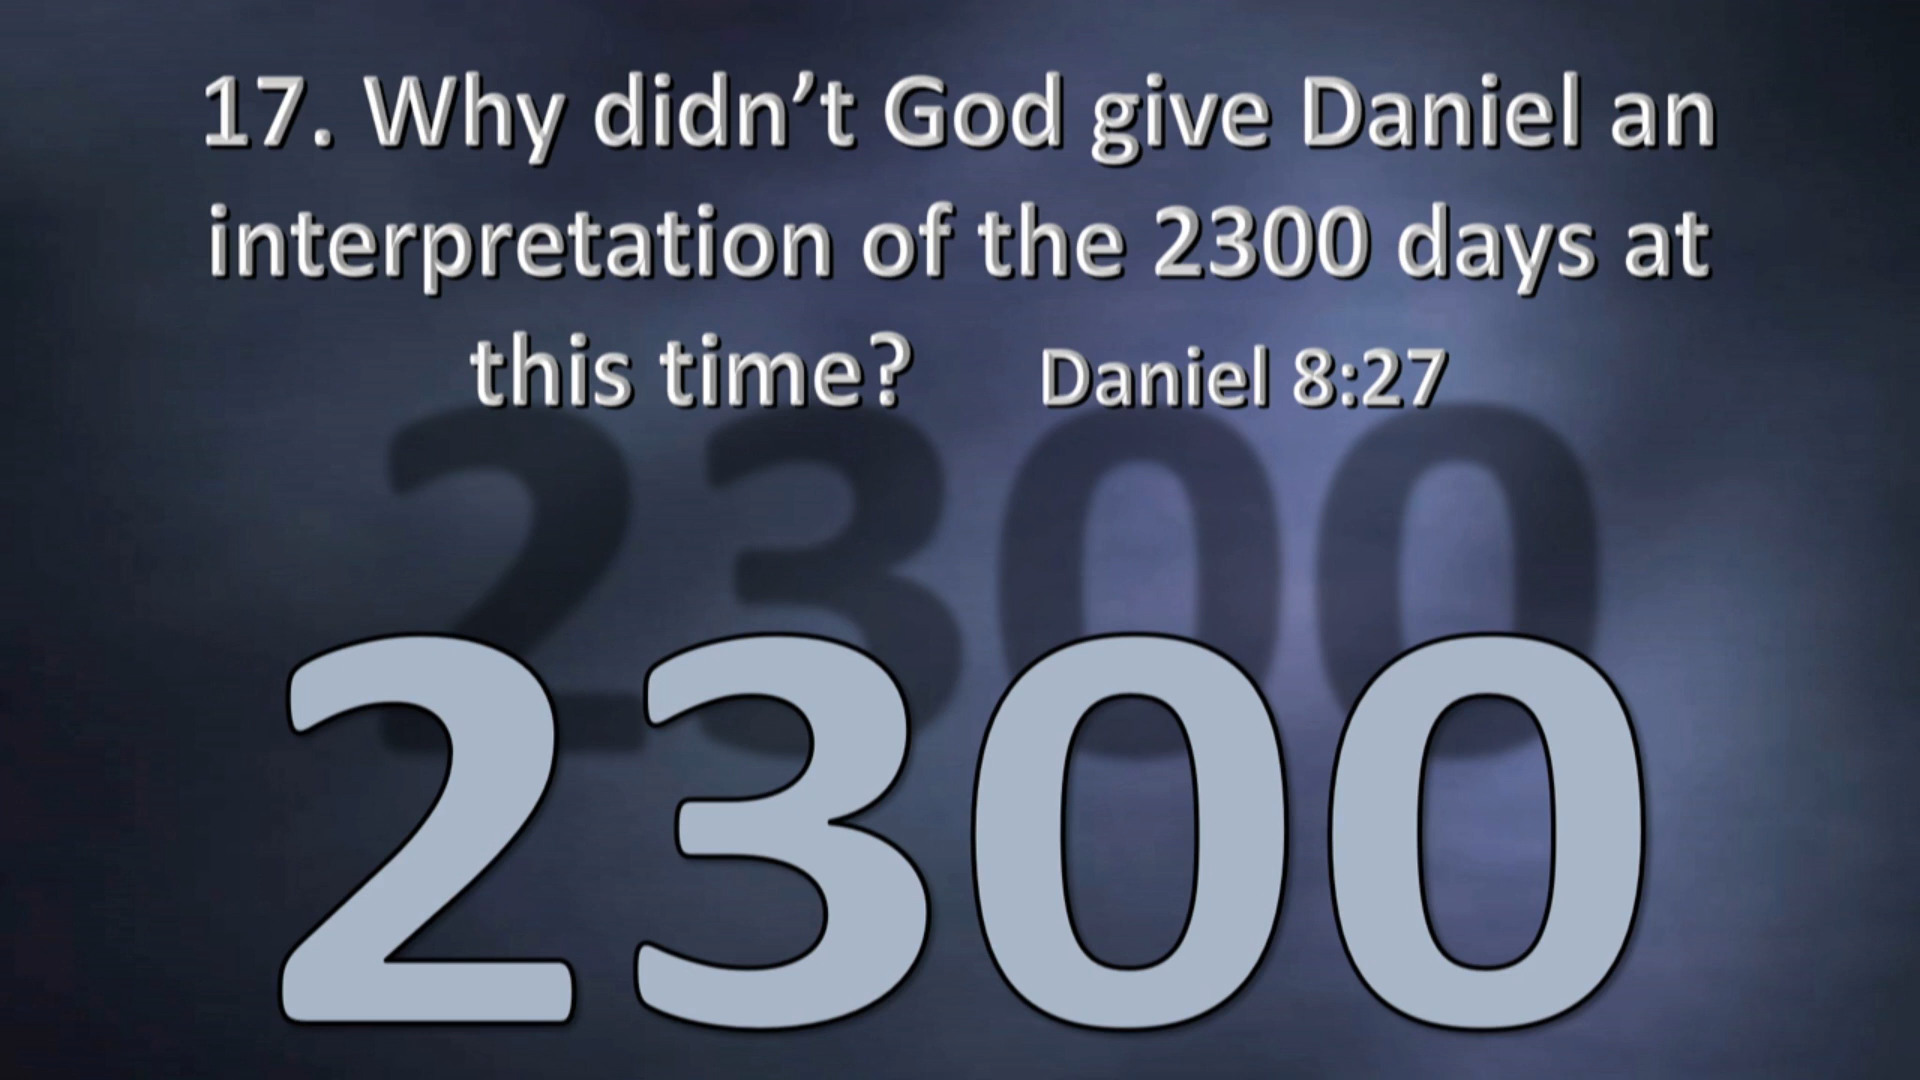 17. Why didn’t God give Daniel an
interpretation of the 2300 days at
this time? Daniel 8:27
2300
2300